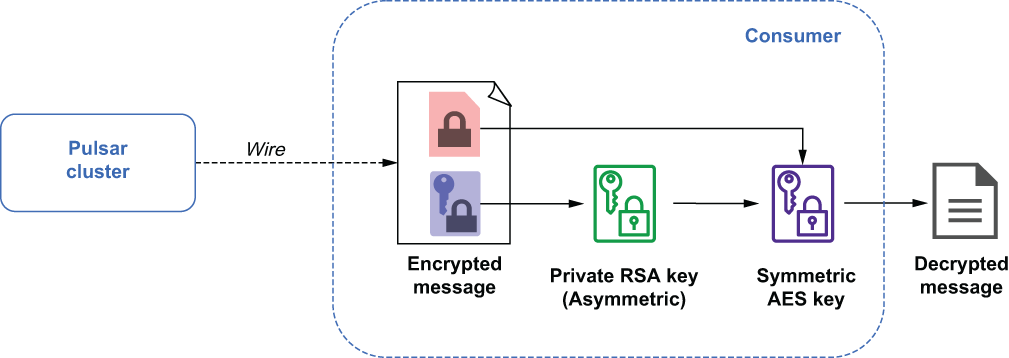 Consumer
Pulsar
cluster
Wire
Encrypted
message
Private RSA key
(Asymmetric)
Symmetric
AES key
Decrypted
message